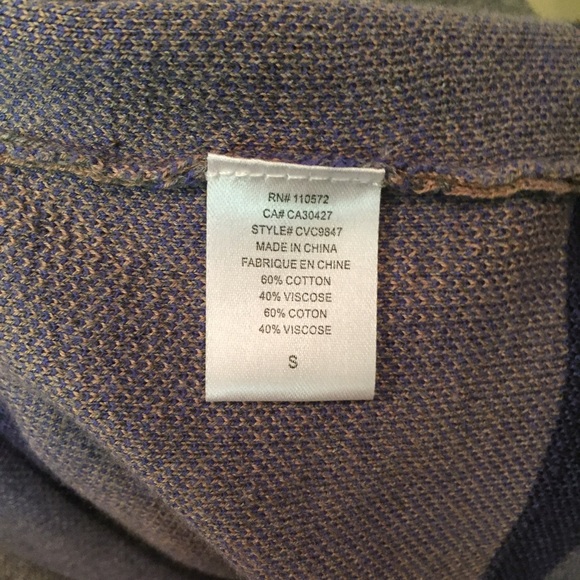 RN# 110572
CA# CA30427
STYLE# CVC9847
MADE IN CHINA
FABRIQUE EN CHINE
60% COTTON
40% VISCOSE
60% COTON
40% VISCOSE
S